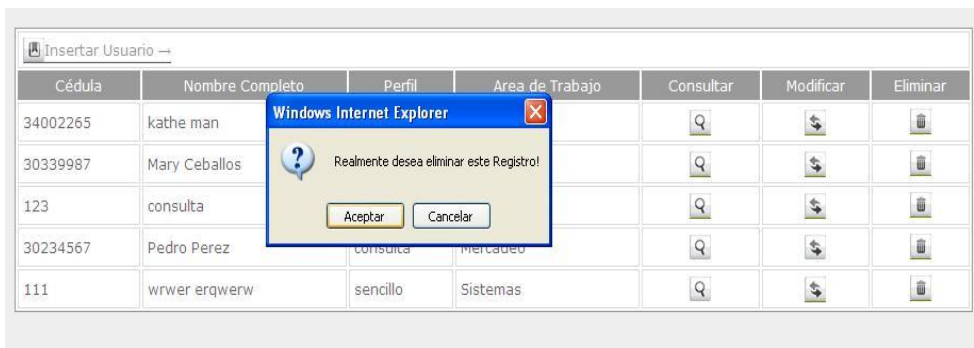 Insertar Usuario →
Cédula Nombre Completo Perfil Area de Trabajo Consultar Modificar Eliminar
Windows Internet Explorer
34002265 kathe man
Realmente desea eliminar este Registro!
30339987 Mary Ceballos
123 consulta
Aceptar Cancelar
30234567 Pedro Perez consulta Mercadeo
111 wrwer erqwerw sencillo Sistemas